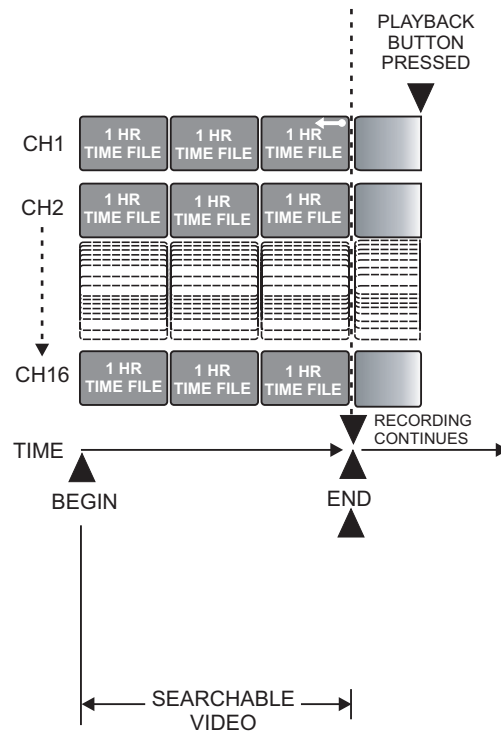 PLAYBACK
BUTTON
PRESSED
CH1
1 HR
TIME FILE
1 HR
TIME FILE
1 HR
TIME FILE
CH2
1 HR
TIME FILE
1 HR
TIME FILE
1 HR
TIME FILE
CH16
1 HR
TIME FILE
1 HR
TIME FILE
1 HR
TIME FILE
RECORDING
CONTINUES
TIME
BEGIN
END
SEARCHABLE
VIDEO